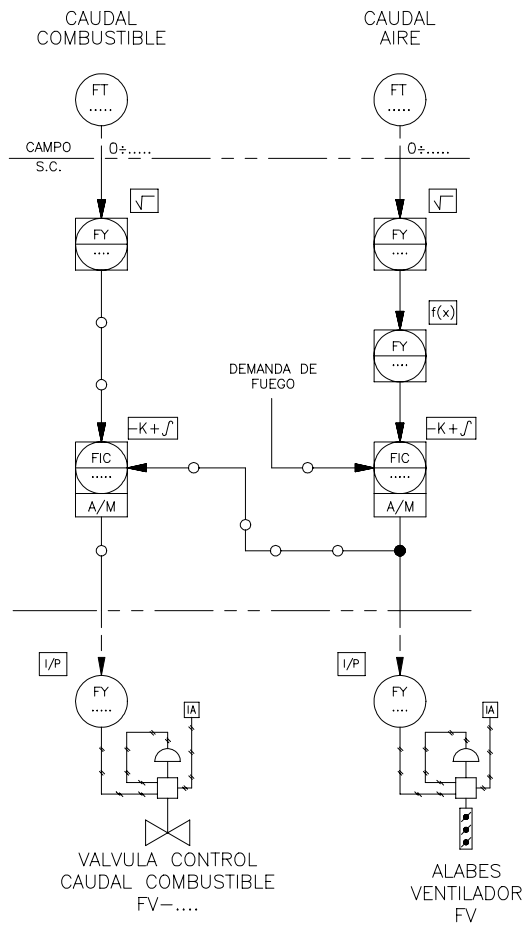 CAUDAL
COMBUSTIBLE
CAUDAL
AIRE
FT
.....
FT
.....
CAMPO
S.C.
0÷.....
0÷.....
√
√
FY
....
FY
....
f(x)
FY
....
DEMANDA DE
FUEGO
-K+∫
-K+∫
FIC
.....
A/M
FIC
.....
A/M
I/P
I/P
FY
.....
FY
....
IA
IA
VALVULA CONTROL
CAUDAL COMBUSTIBLE
FV-....
ALABES
VENTILADOR
FV